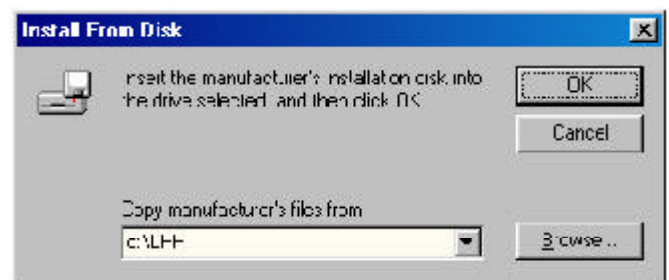 Install From Disk
Insert the manufacturer's installation disk into
the drive selected, and then click OK
OK
Cancel
Copy manufacturer's files from
Browse...